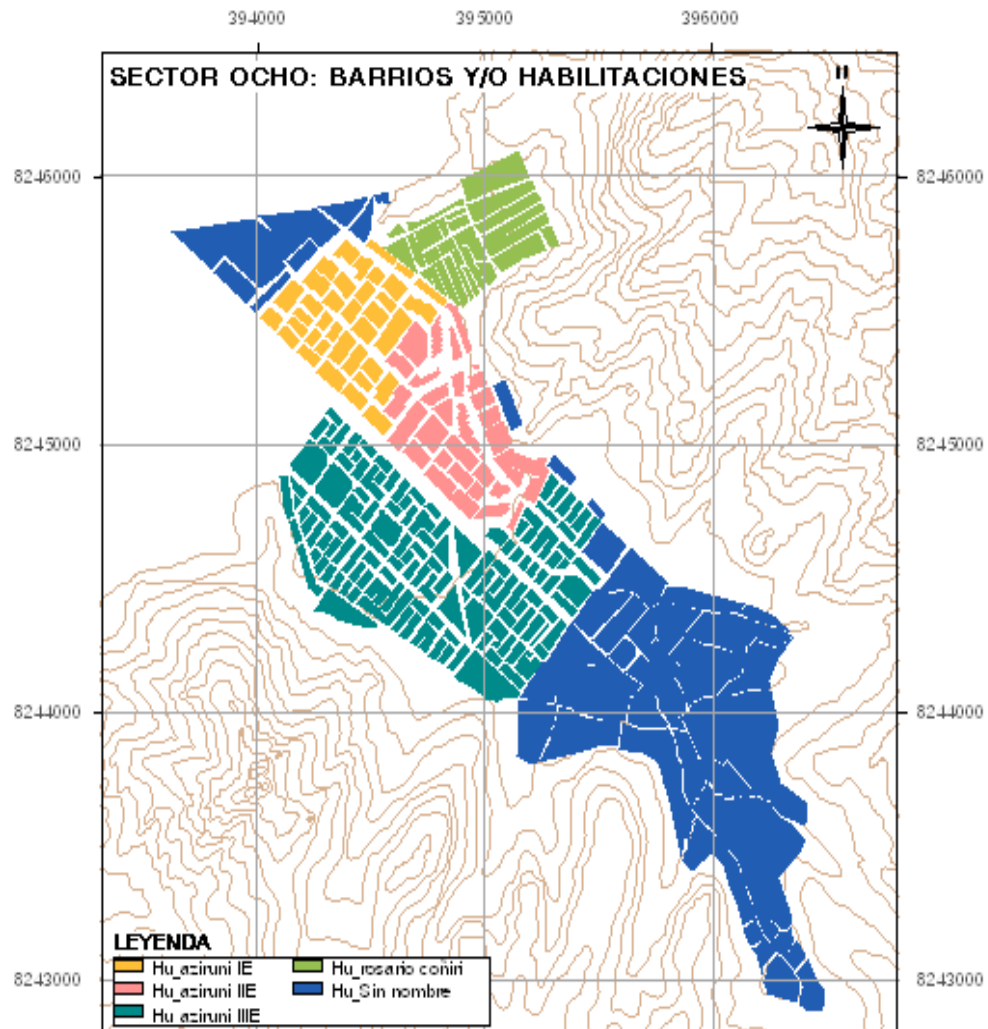 394000 395000 396000
SECTOR OCHO: BARRIOS Y/O HABILITACIONES
N
8246000 8246000
8245000 8245000
8244000 8244000
8243000 8243000
LEYENDA
Hu_aziruni IE Hu_rosario coñiri
Hu_aziruni IIE Hu_Sin nombre
Hu_aziruni IIIE